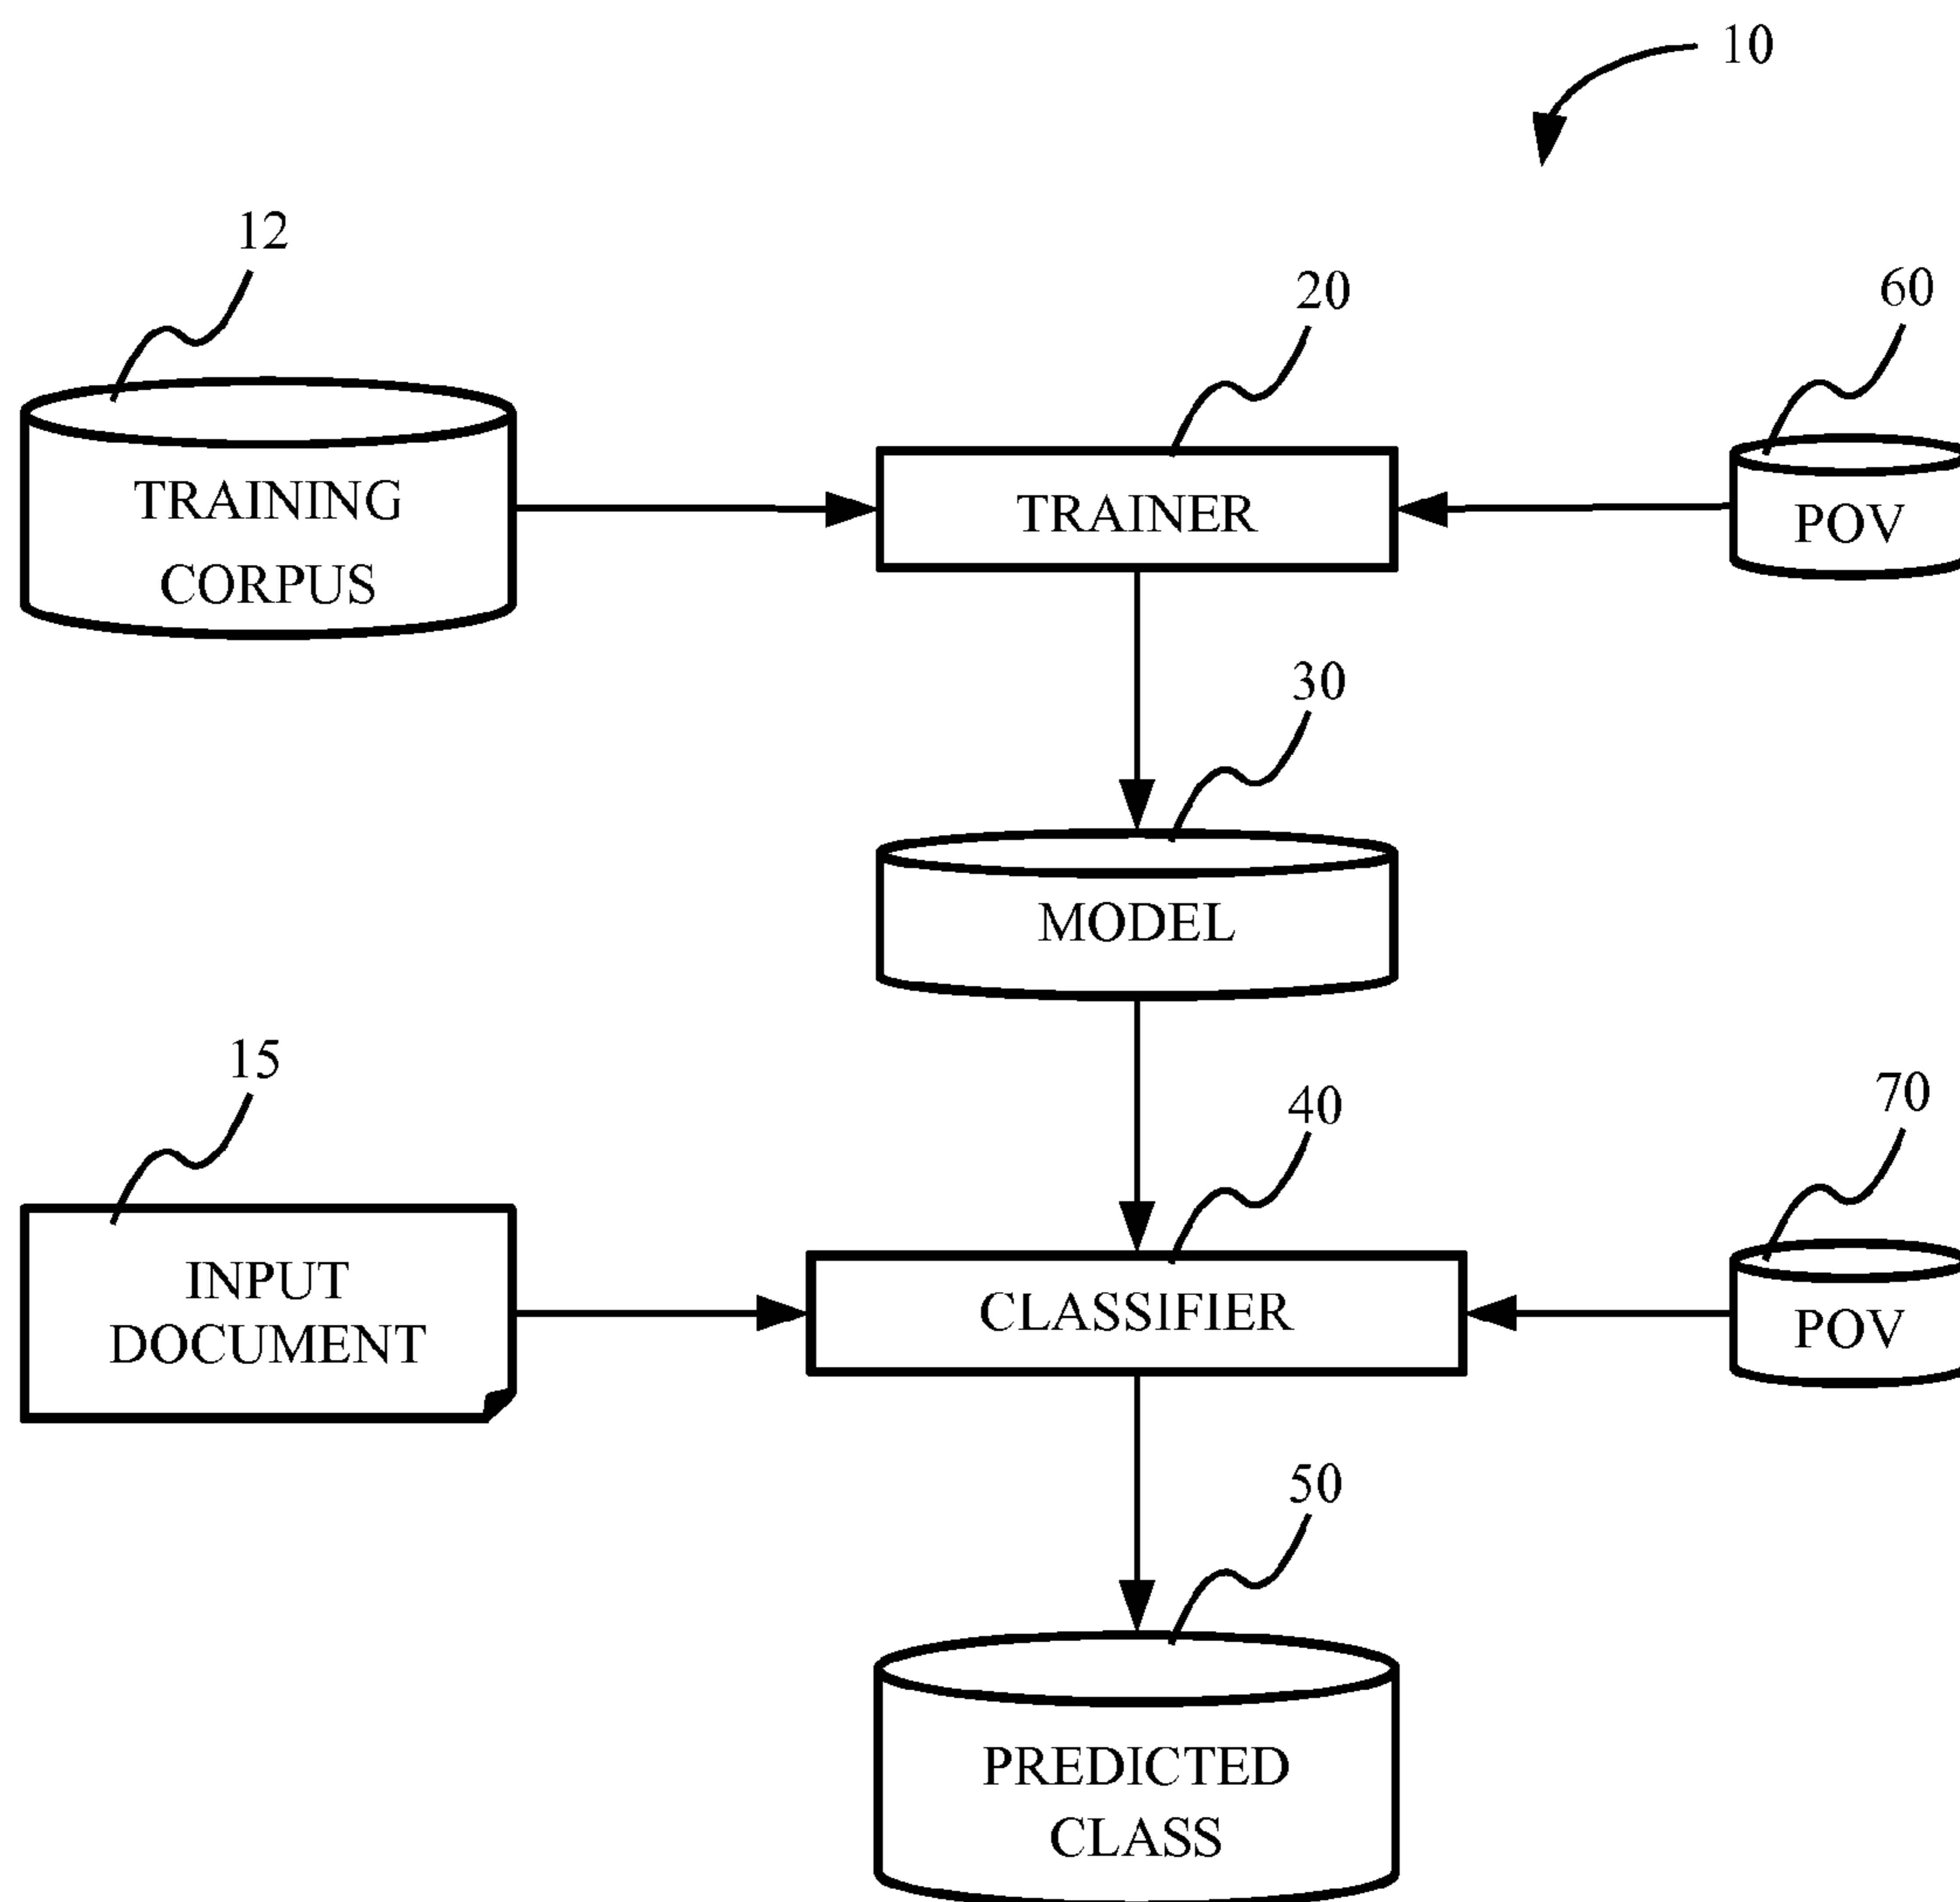 10
12
20
60
TRAINING
CORPUS
TRAINER
POV
30
MODEL
15
40
70
INPUT
DOCUMENT
CLASSIFIER
POV
50
PREDICTED
CLASS